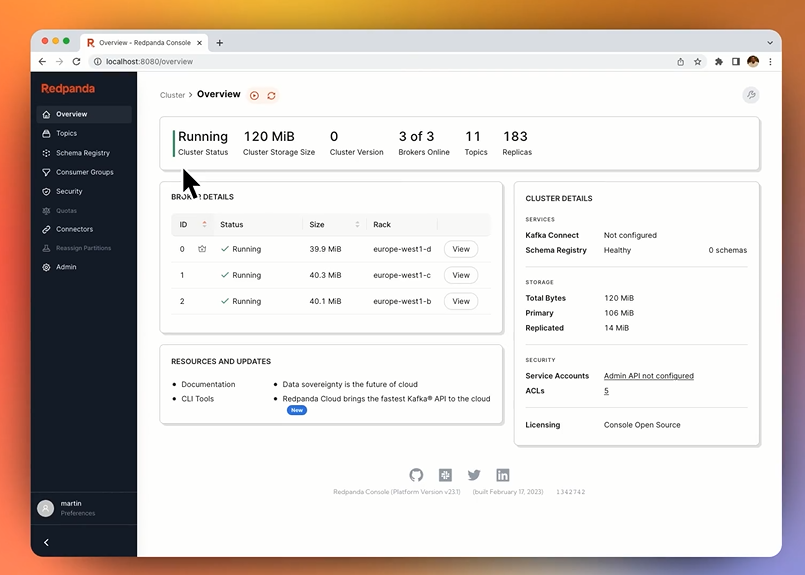 Overview - Redpanda Console
localhost:8080/overview
Redpanda
Cluster > Overview
Overview
Topics
Schema Registry
Consumer Groups
Security
Quotas
Connectors
Reassign Partitions
Admin
martin
Preferences
Running 120 MiB 0 3 of 3 11 183
Cluster Status Cluster Storage Size Cluster Version Brokers Online Topics Replicas
DETAILS
ID Status Size Rack
0 Running 39.9 MiB europe-west1-d View
1 Running 40.3 MiB europe-west1-c View
2 Running 40.1 MiB europe-west1-b View
RESOURCES AND UPDATES
• Documentation
• CLI Tools
• Data sovereignty is the future of cloud
• Redpanda Cloud brings the fastest Kafka® API to the cloud
New
CLUSTER DETAILS
SERVICES
Kafka Connect Not configured
Schema Registry Healthy 0 schemas
STORAGE
Total Bytes 120 MiB
Primary 106 MiB
Replicated 14 MiB
SECURITY
Service Accounts Admin API not configured
ACLs 5
Licensing Console Open Source
Redpanda Console (Platform Version v23.1) (built February 17, 2023) 1342742